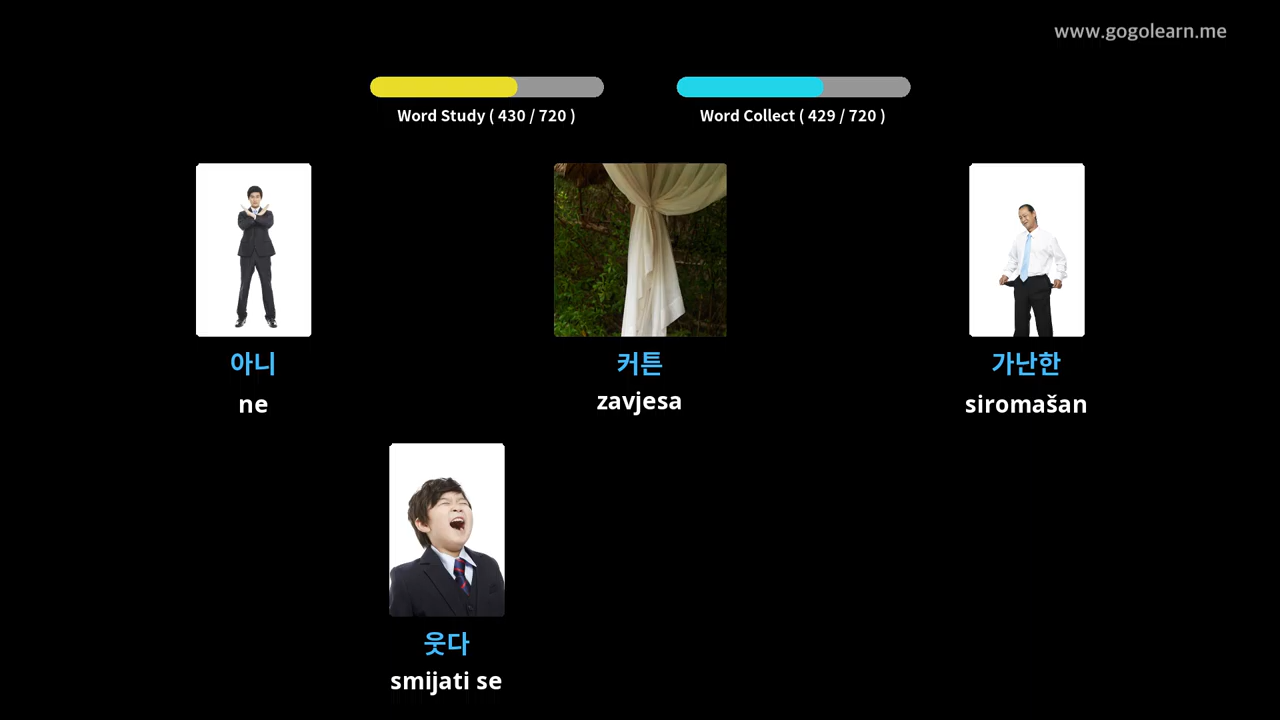 www.gogolearn.me
Word Study ( 430 / 720 )
Word Collect ( 429 / 720 )
아니
ne
커튼
zavjesa
가난한
siromašan
웃다
smijati se